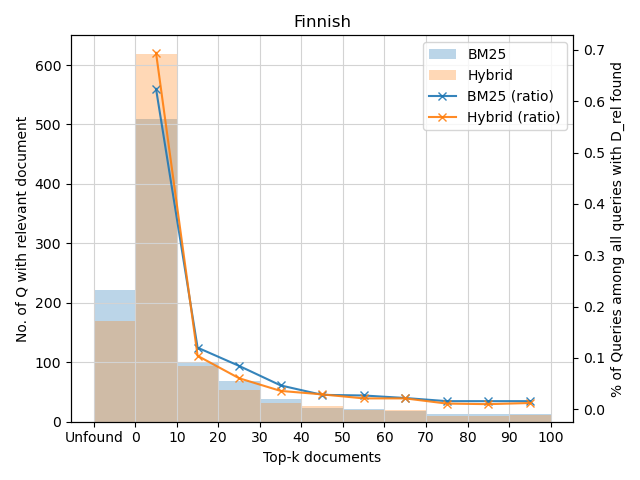 Finnish
BM25
Hybrid
BM25 (ratio)
Hybrid (ratio)
No. of Q with relevant document
600
500
400
300
200
100
0
% of Queries among all queries with D_rel found
0.7
0.6
0.5
0.4
0.3
0.2
0.1
0.0
Unfound 0 10 20 30 40 50 60 70 80 90 100
Top-k documents